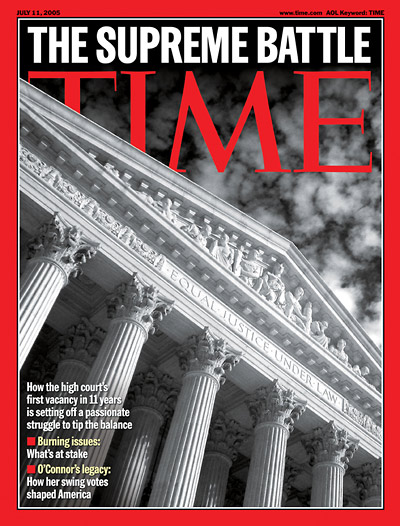 JULY 11, 2005
www.time.com AOL Keyword: TIME
THE SUPREME BATTLE
TIME
EQUAL JUSTICE UNDER LAW
How the high court's
first vacancy in 11 years
is setting off a passionate
struggle to tip the balance
Burning issues:
What's at stake
O'Connor's legacy:
How her swing votes
shaped America